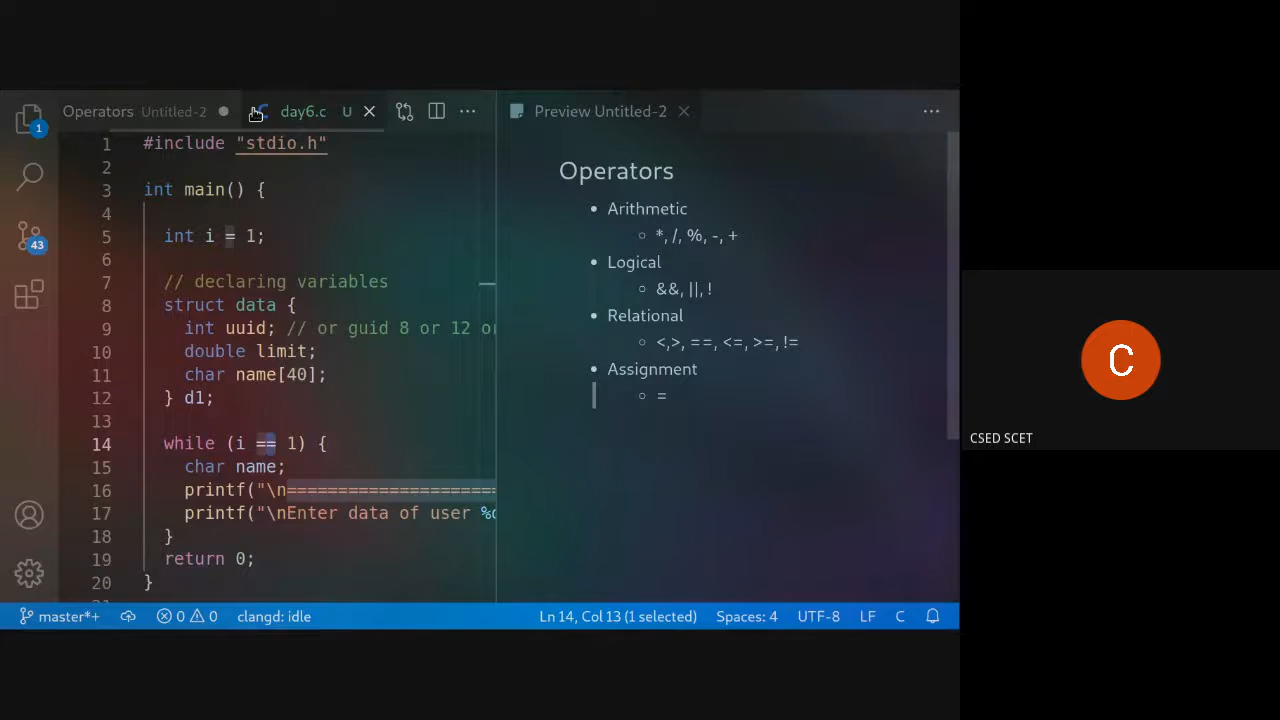 Operators Untitled-2 day6.c U
1 #include "stdio.h"
2
3 int main() {
4
5 int i = 1;
6
7 // declaring variables
8 struct data {
9 int uuid; // or guid 8 or 12 or
10 double limit;
11 char name[40];
12 } d1;
13
14 while (i == 1) {
15 char name;
16 printf("\n=====================
17 printf("\nEnter data of user %d
18 }
19 return 0;
20 }
1
43
Preview Untitled-2
Operators
• Arithmetic
◦ *, /, %, -, +
• Logical
◦ &&, ||, !
• Relational
◦ <,>, ==, <=, >=, !=
• Assignment
◦ =
master*+ 0 0 clangd: idle Ln 14, Col 13 (1 selected) Spaces: 4 UTF-8 LF C
C
CSED SCET